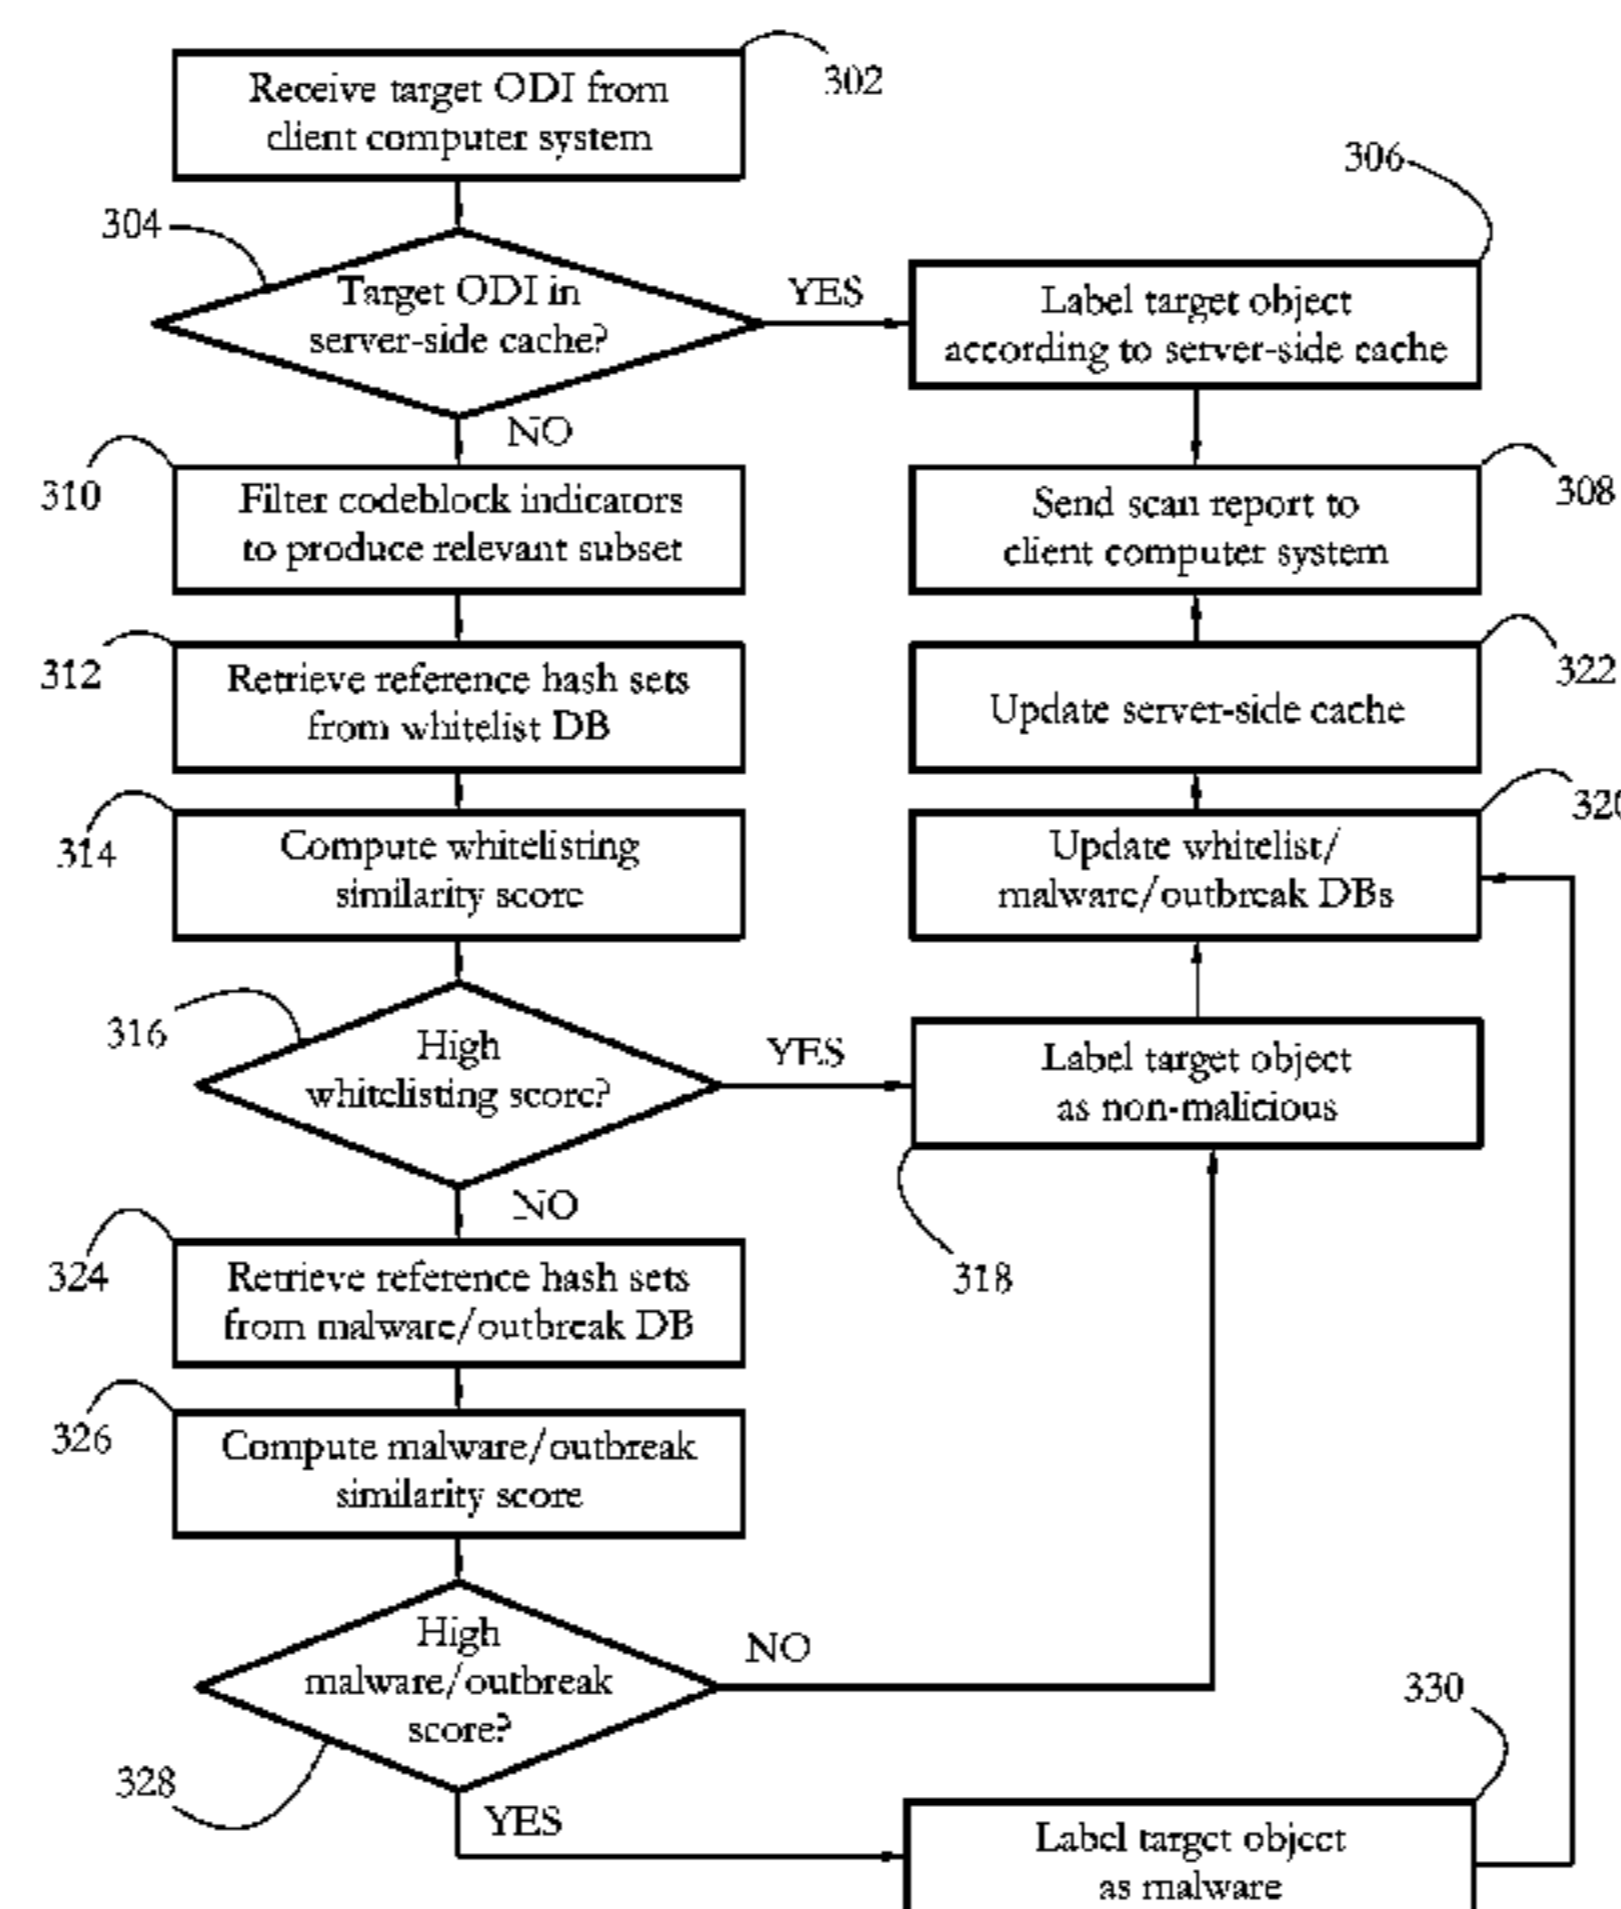 Receive target ODI from
client computer system
302
304
Target ODI in
server-side cache?
YES
NO
306
Label target object
according to server-side cache
310
Filter codeblock indicators
to produce relevant subset
Send scan report to
client computer system
308
312
Retrieve reference hash sets
from whitelist DB
Update server-side cache
322
314
Compute whitelisting
similarity score
Update whitelist/
malware/outbreak DBs
320
316
High
whitelisting score?
YES
NO
Label target object
as non-malicious
318
324
Retrieve reference hash sets
from malware/outbreak DB
326
Compute malware/outbreak
similarity score
High
malware/outbreak
score?
NO
328
YES
330
Label target object
as malware